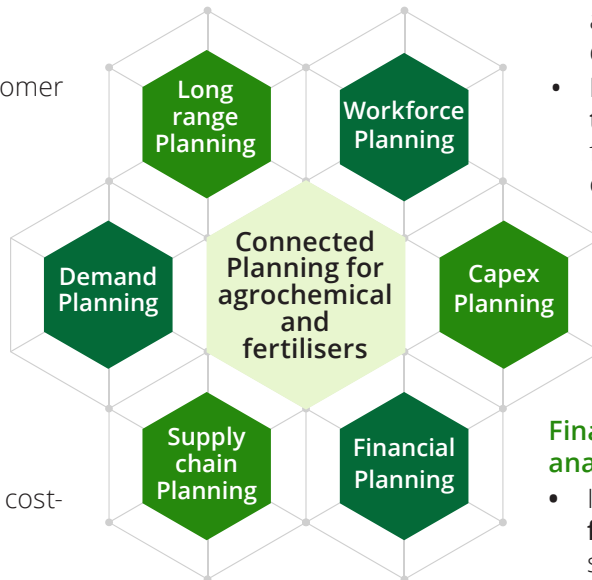 omer
Long
range
Planning
Workforce
Planning
Demand
Planning
Connected
Planning for
agrochemical
and
fertilisers
Capex
Planning
Supply
chain
Planning
Financial
Planning
cost-
Fina
ana